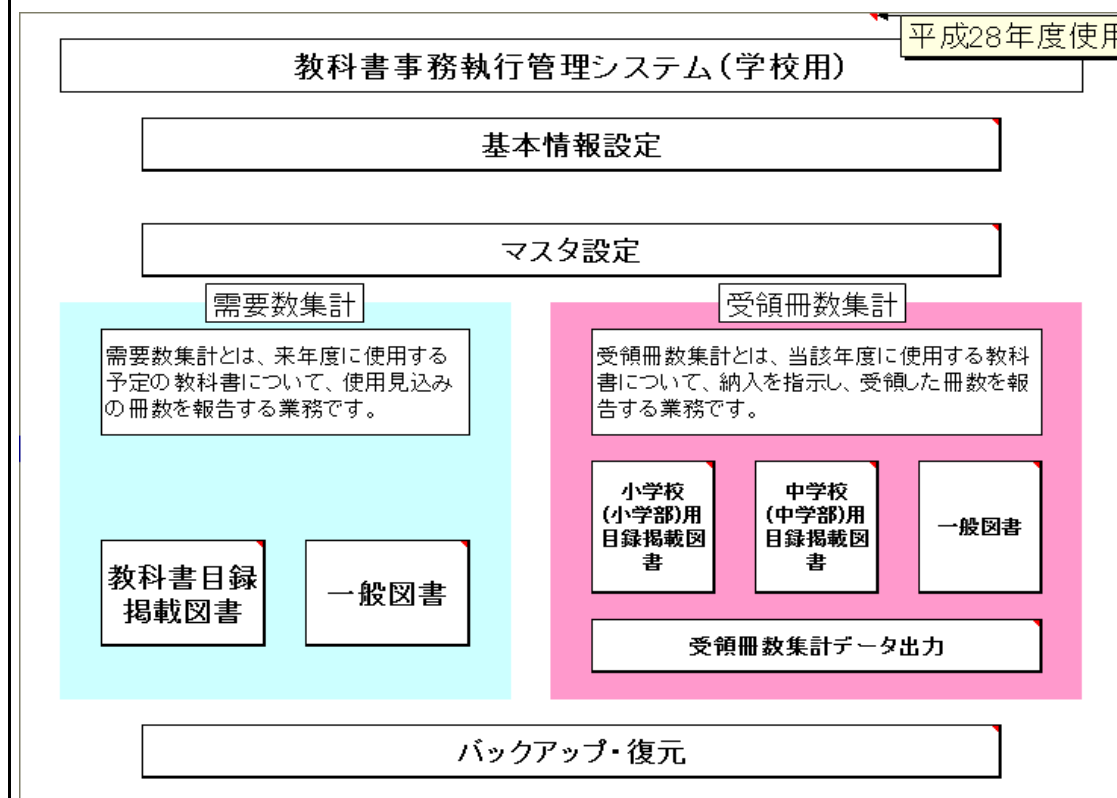 平成28年度使用
教科書事務執行管理システム(学校用)
基本情報設定
マスタ設定
需要数集計
需要数集計とは、来年度に使用する
予定の教科書について、使用見込み
の冊数を報告する業務です。
教科書目録
掲載図書
一般図書
受領冊数集計
受領冊数集計とは、当該年度に使用する教科
書について、納入を指示し、受領した冊数を報
告する業務です。
小学校
(小学部)用
目録掲載図
書
中学校
(中学部)用
目録掲載図
書
一般図書
受領冊数集計データ出力
バックアップ・復元